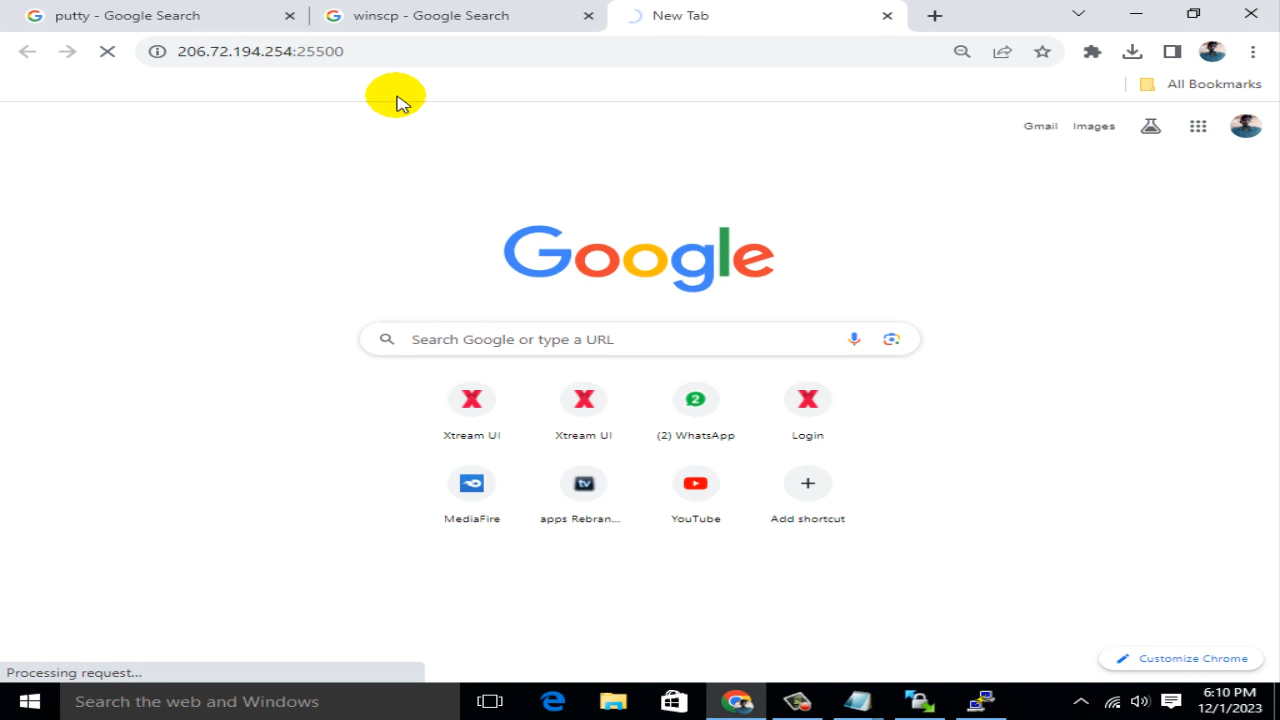 putty - Google Search
winscp - Google Search
New Tab
206.72.194.254:25500
All Bookmarks
Gmail
Images
Google
Search Google or type a URL
Xtream UI
Xtream UI
2
(2) WhatsApp
Login
tv
MediaFire
apps Rebran...
YouTube
Add shortcut
Customize Chrome
Processing request...
Search the web and Windows
6:10 PM
12/1/2023